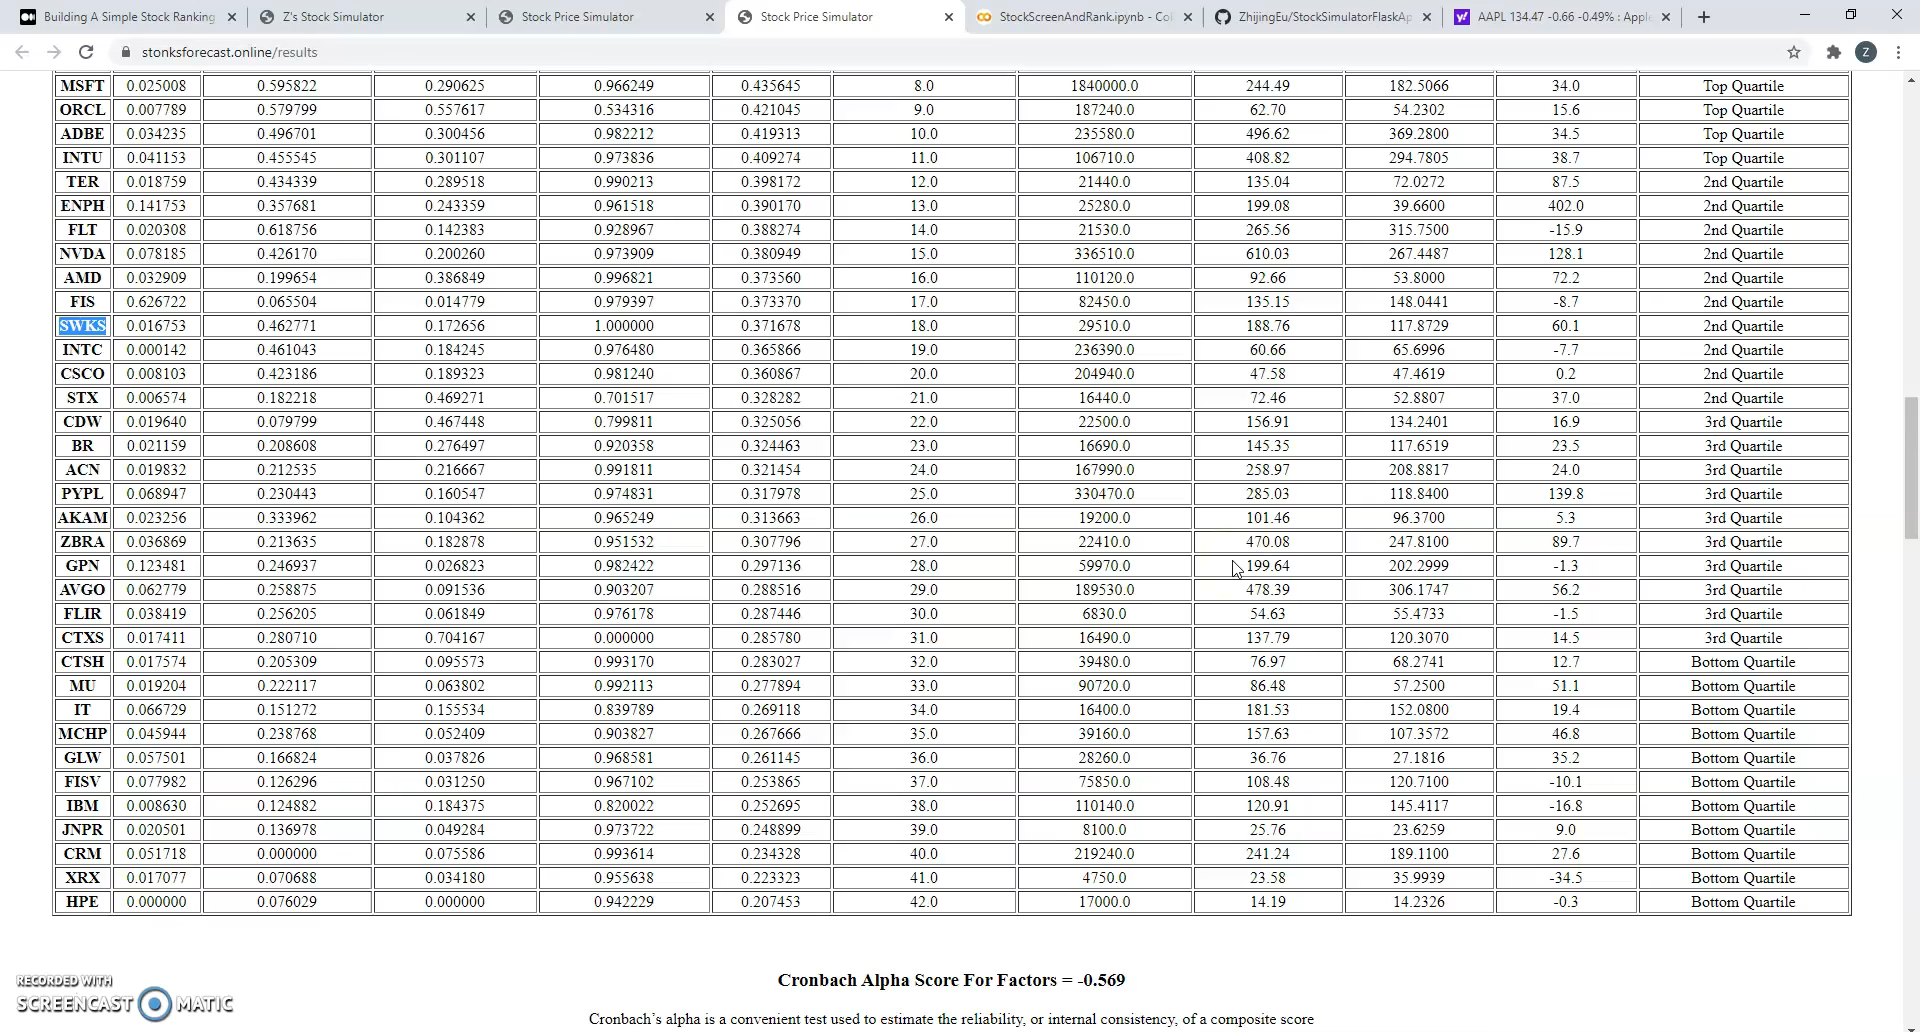 Building A Simple Stock Ranking
Z's Stock Simulator
Stock Price Simulator
Stock Price Simulator
StockScreenAndRank.ipynb - Col
ZhijingEu/StockSimulatorFlaskAp
AAPL 134.47 -0.66 -0.49% : Apple
stonksforecast.online/results
Z
MSFT 0.025008 0.595822 0.290625 0.966249 0.435645 8.0 1840000.0 244.49 182.5066 34.0 Top Quartile
ORCL 0.007789 0.579799 0.557617 0.534316 0.421045 9.0 187240.0 62.70 54.2302 15.6 Top Quartile
ADBE 0.034235 0.496701 0.300456 0.982212 0.419313 10.0 235580.0 496.62 369.2800 34.5 Top Quartile
INTU 0.041153 0.455545 0.301107 0.973836 0.409274 11.0 106710.0 408.82 294.7805 38.7 Top Quartile
TER 0.018759 0.434339 0.289518 0.990213 0.398172 12.0 21440.0 135.04 72.0272 87.5 2nd Quartile
ENPH 0.141753 0.357681 0.243359 0.961518 0.390170 13.0 25280.0 199.08 39.6600 402.0 2nd Quartile
FLT 0.020308 0.618756 0.142383 0.928967 0.388274 14.0 21530.0 265.56 315.7500 -15.9 2nd Quartile
NVDA 0.078185 0.426170 0.200260 0.973909 0.380949 15.0 336510.0 610.03 267.4487 128.1 2nd Quartile
AMD 0.032909 0.199654 0.386849 0.996821 0.373560 16.0 110120.0 92.66 53.8000 72.2 2nd Quartile
FIS 0.626722 0.065504 0.014779 0.979397 0.373370 17.0 82450.0 135.15 148.0441 -8.7 2nd Quartile
SWKS 0.016753 0.462771 0.172656 1.000000 0.371678 18.0 29510.0 188.76 117.8729 60.1 2nd Quartile
INTC 0.000142 0.461043 0.184245 0.976480 0.365866 19.0 236390.0 60.66 65.6996 -7.7 2nd Quartile
CSCO 0.008103 0.423186 0.189323 0.981240 0.360867 20.0 204940.0 47.58 47.4619 0.2 2nd Quartile
STX 0.006574 0.182218 0.469271 0.701517 0.328282 21.0 16440.0 72.46 52.8807 37.0 2nd Quartile
CDW 0.019640 0.079799 0.467448 0.799811 0.325056 22.0 22500.0 156.91 134.2401 16.9 3rd Quartile
BR 0.021159 0.208608 0.276497 0.920358 0.324463 23.0 16690.0 145.35 117.6519 23.5 3rd Quartile
ACN 0.019832 0.212535 0.216667 0.991811 0.321454 24.0 167990.0 258.97 208.8817 24.0 3rd Quartile
PYPL 0.068947 0.230443 0.160547 0.974831 0.317978 25.0 330470.0 285.03 118.8400 139.8 3rd Quartile
AKAM 0.023256 0.333962 0.104362 0.965249 0.313663 26.0 19200.0 101.46 96.3700 5.3 3rd Quartile
ZBRA 0.036869 0.213635 0.182878 0.951532 0.307796 27.0 22410.0 470.08 247.8100 89.7 3rd Quartile
GPN 0.123481 0.246937 0.026823 0.982422 0.297136 28.0 59970.0 199.64 202.2999 -1.3 3rd Quartile
AVGO 0.062779 0.258875 0.091536 0.903207 0.288516 29.0 189530.0 478.39 306.1747 56.2 3rd Quartile
FLIR 0.038419 0.256205 0.061849 0.976178 0.287446 30.0 6830.0 54.63 55.4733 -1.5 3rd Quartile
CTXS 0.017411 0.280710 0.704167 0.000000 0.285780 31.0 16490.0 137.79 120.3070 14.5 3rd Quartile
CTSH 0.017574 0.205309 0.095573 0.993170 0.283027 32.0 39480.0 76.97 68.2741 12.7 Bottom Quartile
MU 0.019204 0.222117 0.063802 0.992113 0.277894 33.0 90720.0 86.48 57.2500 51.1 Bottom Quartile
IT 0.066729 0.151272 0.155534 0.839789 0.269118 34.0 16400.0 181.53 152.0800 19.4 Bottom Quartile
MCHP 0.045944 0.238768 0.052409 0.903827 0.267666 35.0 39160.0 157.63 107.3572 46.8 Bottom Quartile
GLW 0.057501 0.166824 0.037826 0.968581 0.261145 36.0 28260.0 36.76 27.1816 35.2 Bottom Quartile
FISV 0.077982 0.126296 0.031250 0.967102 0.253865 37.0 75850.0 108.48 120.7100 -10.1 Bottom Quartile
IBM 0.008630 0.124882 0.184375 0.820022 0.252695 38.0 110140.0 120.91 145.4117 -16.8 Bottom Quartile
JNPR 0.020501 0.136978 0.049284 0.973722 0.248899 39.0 8100.0 25.76 23.6259 9.0 Bottom Quartile
CRM 0.051718 0.000000 0.075586 0.993614 0.234328 40.0 219240.0 241.24 189.1100 27.6 Bottom Quartile
XRX 0.017077 0.070688 0.034180 0.955638 0.223323 41.0 4750.0 23.58 35.9939 -34.5 Bottom Quartile
HPE 0.000000 0.076029 0.000000 0.942229 0.207453 42.0 17000.0 14.19 14.2326 -0.3 Bottom Quartile
Cronbach Alpha Score For Factors = -0.569
Cronbach's alpha is a convenient test used to estimate the reliability, or internal consistency, of a composite score
RECORDED WITH
SCREENCAST MATIC